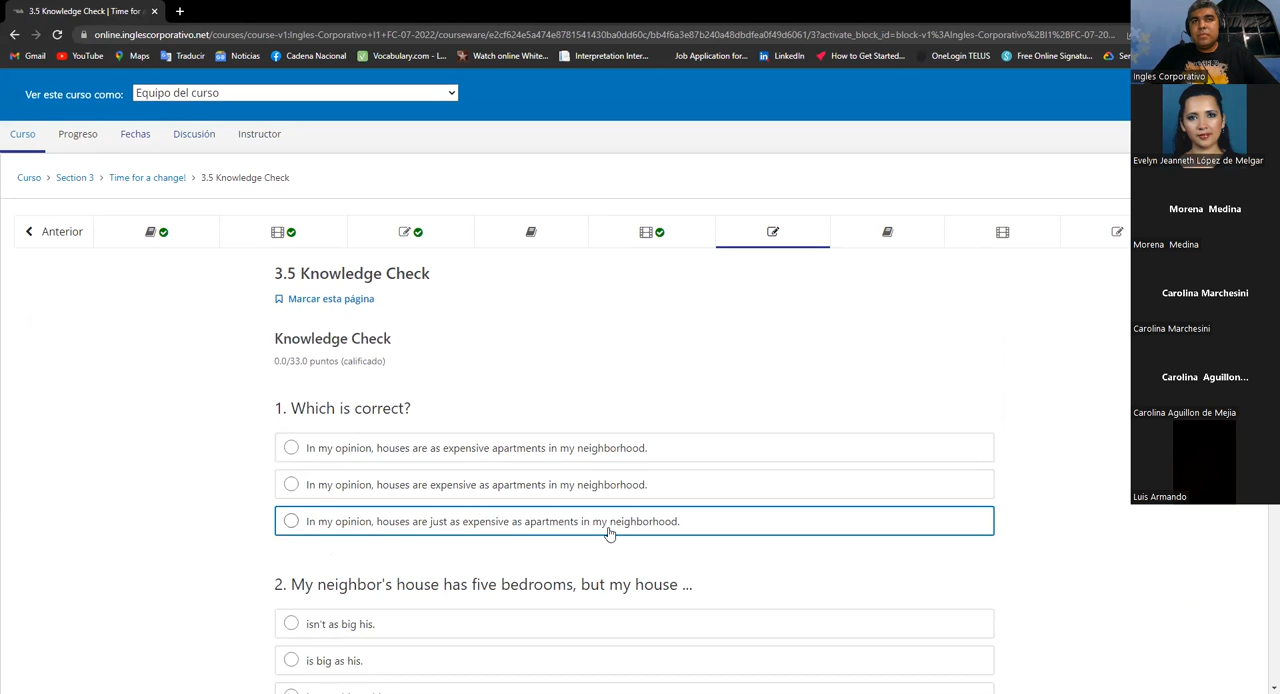 3.5 Knowledge Check | Time for a
online.inglescorporativo.net/courses/course-v1:Ingles-Corporativo+I1+FC-07-2022/courseware/e2cf624e5a474e8781541430ba0dd60c/bb4f6a3e87b240a48dbdfea0f49d6061/3?activate_block_id=block-v1%3AIngles-Corporativo%2BI1%2BFC-07-20...
Gmail YouTube Maps Traducir Noticias Cadena Nacional Vocabulary.com - L... Watch online White... Interpretation Inter... Job Application for... LinkedIn How to Get Started... OneLogin TELUS Free Online Signatu... Ser
Ver este curso como: Equipo del curso
Curso Progreso Fechas Discusión Instructor
Curso > Section 3 > Time for a change! > 3.5 Knowledge Check
Anterior
3.5 Knowledge Check
Marcar esta página
Knowledge Check
0.0/33.0 puntos (calificado)
1. Which is correct?
In my opinion, houses are as expensive apartments in my neighborhood.
In my opinion, houses are expensive as apartments in my neighborhood.
In my opinion, houses are just as expensive as apartments in my neighborhood.
2. My neighbor's house has five bedrooms, but my house ...
isn't as big his.
is big as his.
Ingles Corporativo
Evelyn Jeanneth López de Melgar
Morena Medina
Morena Medina
Carolina Marchesini
Carolina Marchesini
Carolina Aguillon...
Carolina Aguillon de Mejia
Luis Armando